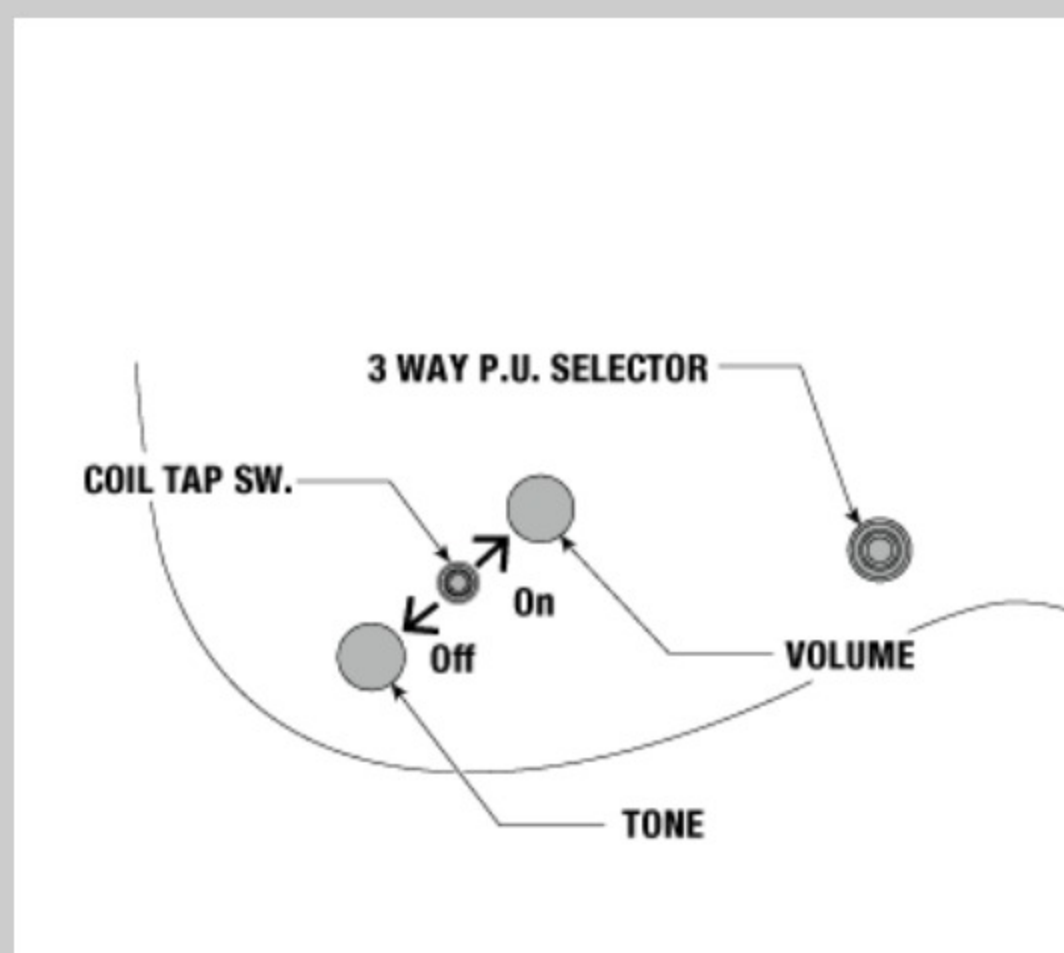 3 WAY P.U. SELECTOR
COIL TAP SW.
On
Off
VOLUME
TONE